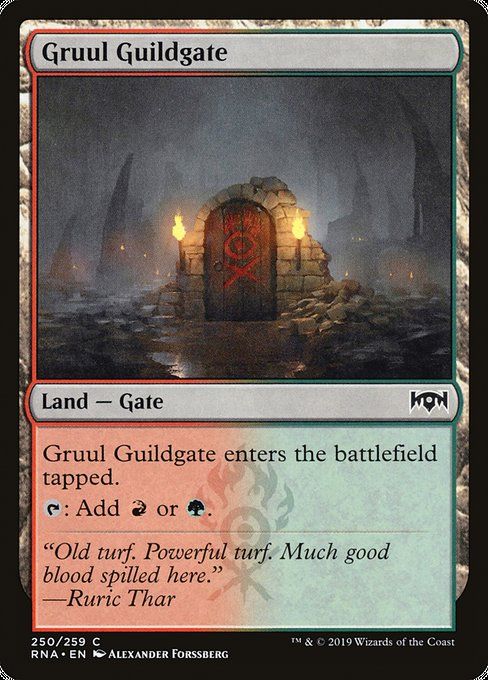 Gruul Guildgate
Land — Gate
Gruul Guildgate enters the battlefield
tapped.
: Add or .
“Old turf. Powerful turf. Much good
blood spilled here.”
—Ruric Thar
250/259 C
RNA • EN Alexander Forssberg
™ & © 2019 Wizards of the Coast